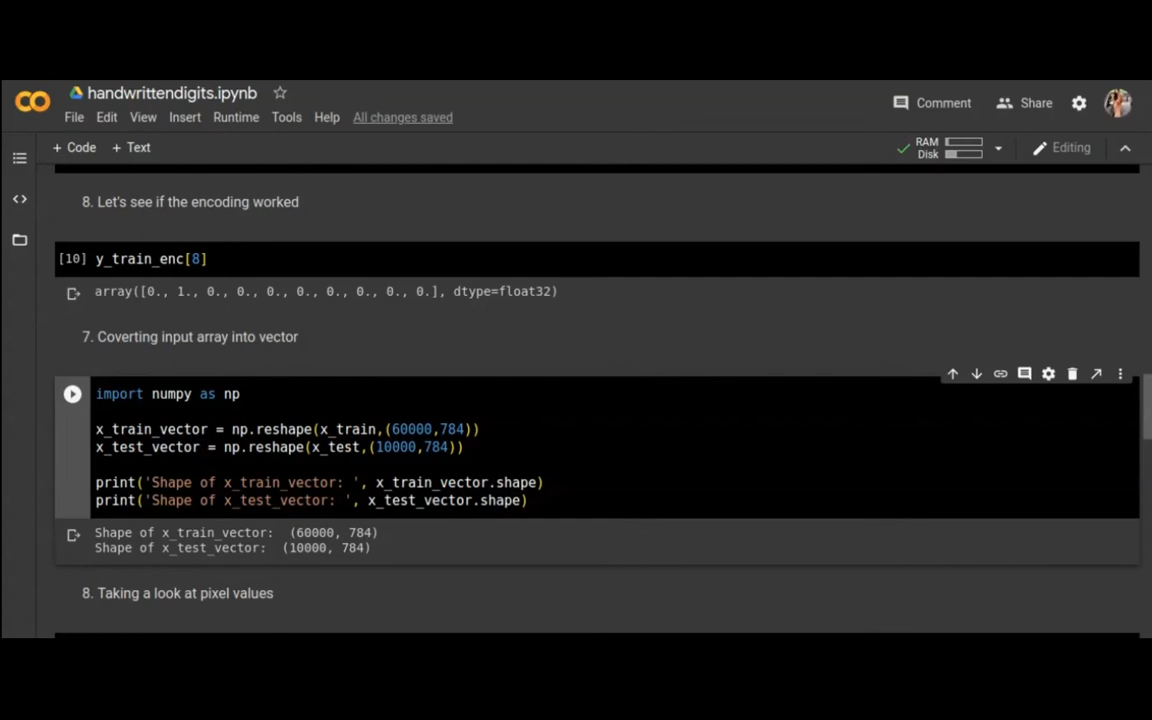 handwrittendigits.ipynb
File Edit View Insert Runtime Tools Help All changes saved
Comment Share
+ Code + Text
RAM
Disk
Editing
8. Let's see if the encoding worked
[10] y_train_enc[8]
array([0., 1., 0., 0., 0., 0., 0., 0., 0., 0.], dtype=float32)
7. Coverting input array into vector
import numpy as np
x_train_vector = np.reshape(x_train,(60000,784))
x_test_vector = np.reshape(x_test,(10000,784))
print('Shape of x_train_vector: ', x_train_vector.shape)
print('Shape of x_test_vector: ', x_test_vector.shape)
Shape of x_train_vector:  (60000, 784)
Shape of x_test_vector:  (10000, 784)
8. Taking a look at pixel values